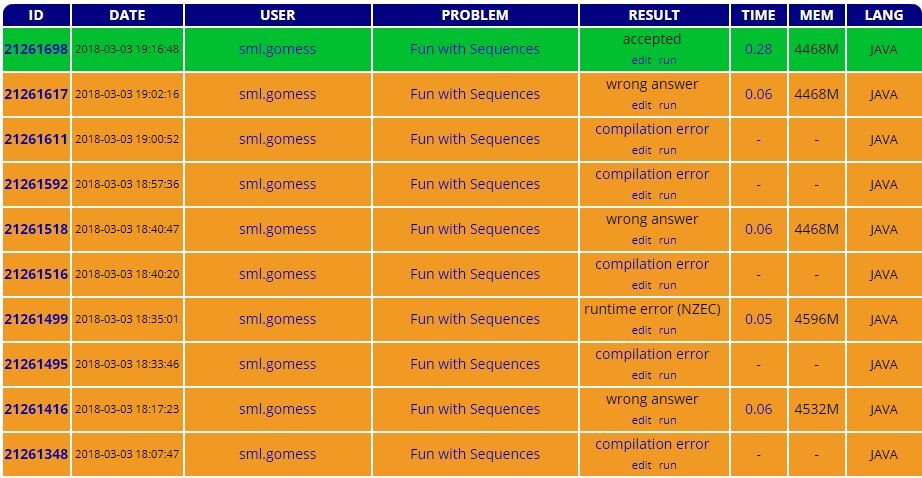 ID DATE USER PROBLEM RESULT TIME MEM LANG
21261698 2018-03-03 19:16:48 sml.gomess Fun with Sequences accepted 0.28 4468M JAVA
edit run
21261617 2018-03-03 19:02:16 sml.gomess Fun with Sequences wrong answer 0.06 4468M JAVA
edit run
21261611 2018-03-03 19:00:52 sml.gomess Fun with Sequences compilation error - - JAVA
edit run
21261592 2018-03-03 18:57:36 sml.gomess Fun with Sequences compilation error - - JAVA
edit run
21261518 2018-03-03 18:40:47 sml.gomess Fun with Sequences wrong answer 0.06 4468M JAVA
edit run
21261516 2018-03-03 18:40:20 sml.gomess Fun with Sequences compilation error - - JAVA
edit run
21261499 2018-03-03 18:35:01 sml.gomess Fun with Sequences runtime error (NZEC) 0.05 4596M JAVA
edit run
21261495 2018-03-03 18:33:46 sml.gomess Fun with Sequences compilation error - - JAVA
edit run
21261416 2018-03-03 18:17:23 sml.gomess Fun with Sequences wrong answer 0.06 4532M JAVA
edit run
21261348 2018-03-03 18:07:47 sml.gomess Fun with Sequences compilation error - - JAVA
edit run